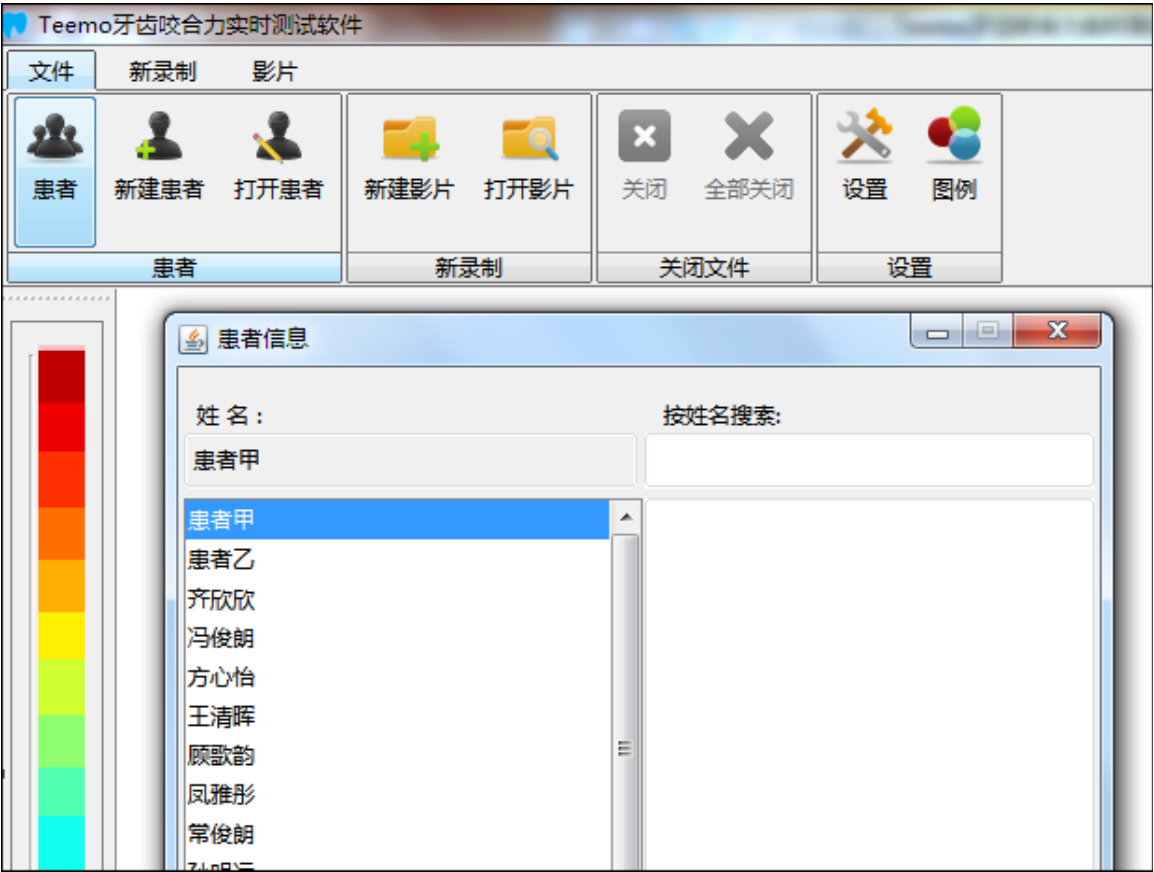 Teemo牙齿咬合力实时测试软件
文件 新录制 影片
患者 新建患者 打开患者 新建影片 打开影片 关闭 全部关闭 设置 图例
患者 新录制 关闭文件 设置
患者信息
姓 名： 按姓名搜索:
患者甲
患者甲
患者乙
齐欣欣
冯俊朗
方心怡
王清晖
顾歌韵
凤雅彤
常俊朗